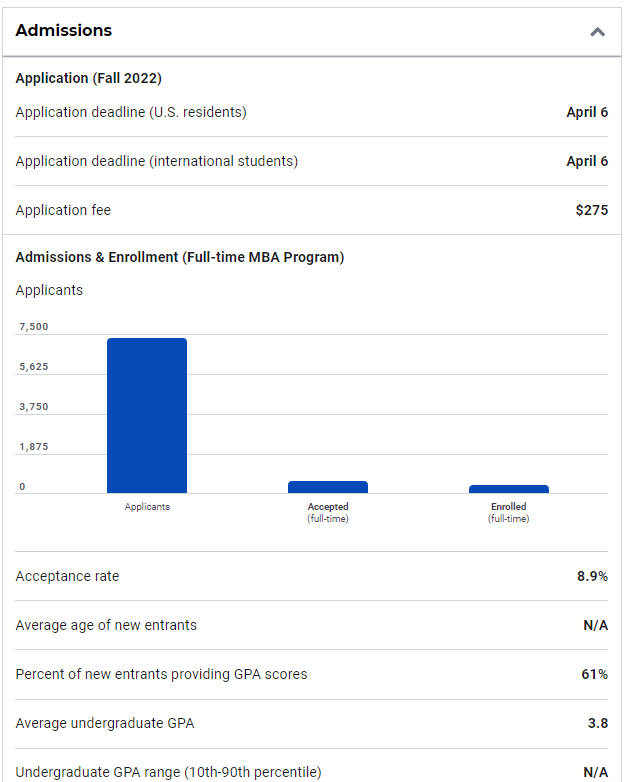 Admissions
Application (Fall 2022)
Application deadline (U.S. residents) April 6
Application deadline (international students) April 6
Application fee $275
Admissions & Enrollment (Full-time MBA Program)
Applicants
7,500
5,625
3,750
1,875
0
Applicants Accepted Enrolled
(full-time) (full-time)
Acceptance rate 8.9%
Average age of new entrants N/A
Percent of new entrants providing GPA scores 61%
Average undergraduate GPA 3.8
Undergraduate GPA range (10th-90th percentile) N/A